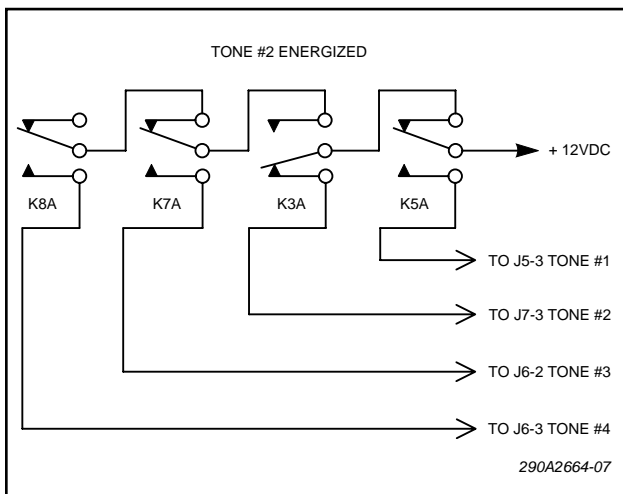 TONE #2 ENERGIZED
+ 12VDC
K8A
K7A
K3A
K5A
TO J5-3 TONE #1
TO J7-3 TONE #2
TO J6-2 TONE #3
TO J6-3 TONE #4
290A2664-07